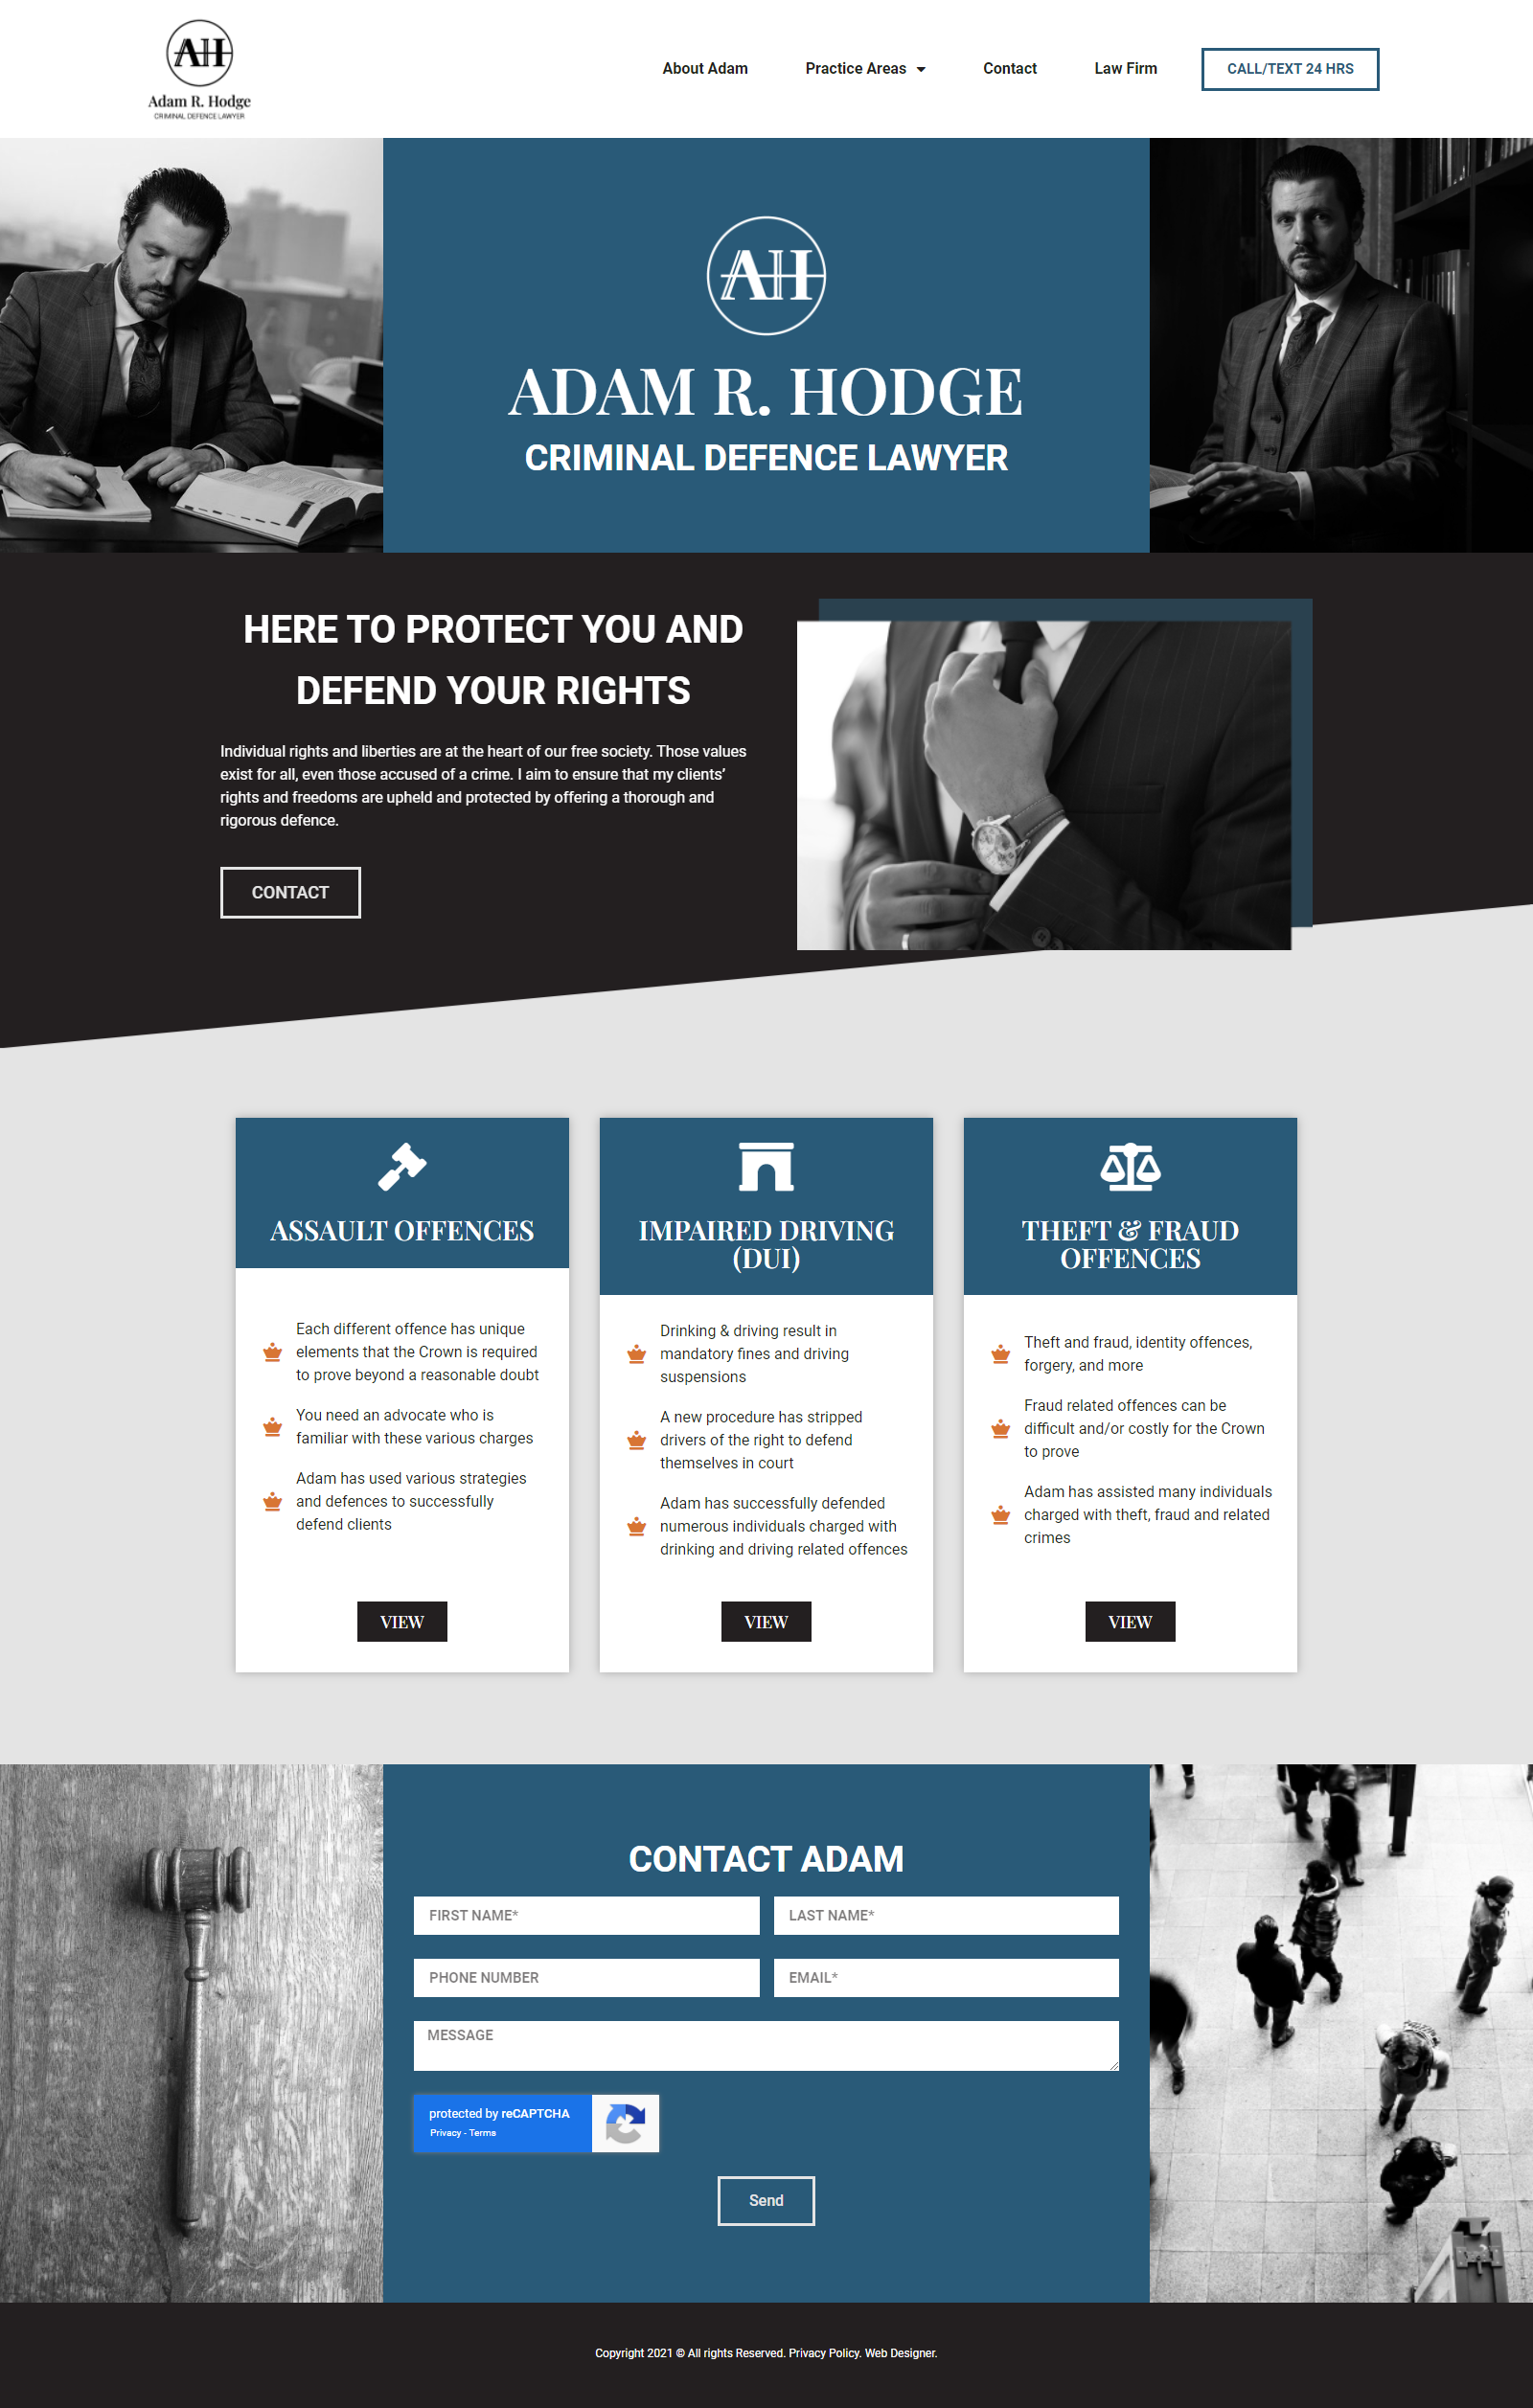 AH
Adam R. Hodge
CRIMINAL DEFENCE LAWYER
About Adam
Practice Areas
Contact
Law Firm
CALL/TEXT 24 HRS
AH
ADAM R. HODGE
CRIMINAL DEFENCE LAWYER
HERE TO PROTECT YOU AND
DEFEND YOUR RIGHTS
Individual rights and liberties are at the heart of our free society. Those values
exist for all, even those accused of a crime. I aim to ensure that my clients’
rights and freedoms are upheld and protected by offering a thorough and
rigorous defence.
CONTACT
ASSAULT OFFENCES
Each different offence has unique
elements that the Crown is required
to prove beyond a reasonable doubt
You need an advocate who is
familiar with these various charges
Adam has used various strategies
and defences to successfully
defend clients
VIEW
IMPAIRED DRIVING
(DUI)
Drinking & driving result in
mandatory fines and driving
suspensions
A new procedure has stripped
drivers of the right to defend
themselves in court
Adam has successfully defended
numerous individuals charged with
drinking and driving related offences
VIEW
THEFT & FRAUD
OFFENCES
Theft and fraud, identity offences,
forgery, and more
Fraud related offences can be
difficult and/or costly for the Crown
to prove
Adam has assisted many individuals
charged with theft, fraud and related
crimes
VIEW
CONTACT ADAM
FIRST NAME*
LAST NAME*
PHONE NUMBER
EMAIL*
MESSAGE
protected by reCAPTCHA
Privacy - Terms
Send
Copyright 2021 © All rights Reserved. Privacy Policy. Web Designer.